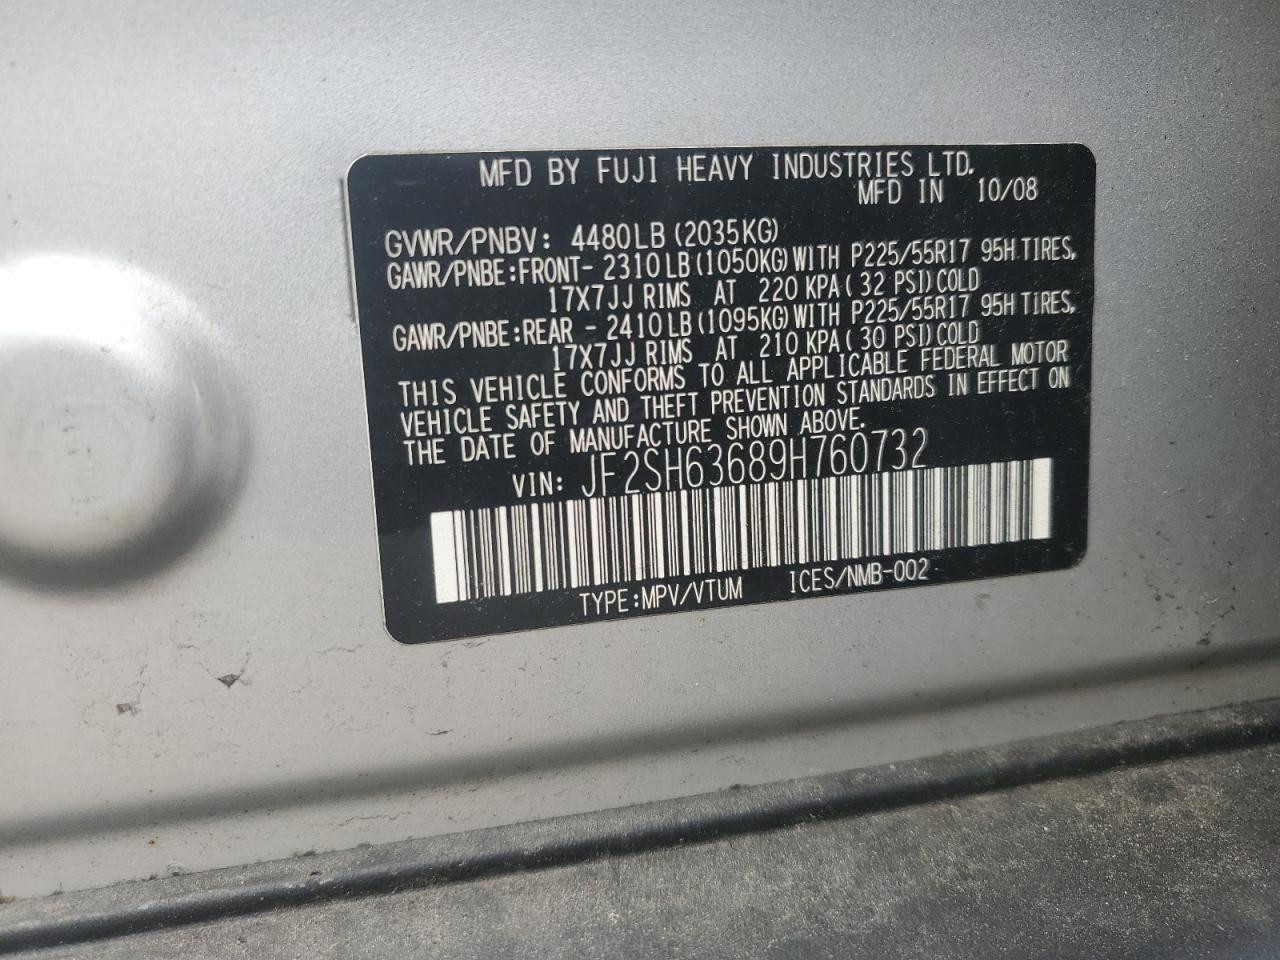 MFD BY FUJI HEAVY INDUSTRIES LTD.
MFD IN 10/08
GVWR/PNBV: 4480LB (2035KG)
GAWR/PNBE:FRONT- 2310LB(1050KG)WITH P225/55R17 95H TIRES,
17X7JJ RIMS AT 220 KPA( 32 PSI)COLD
GAWR/PNBE:REAR - 2410LB(1095KG)WITH P225/55R17 95H TIRES,
17X7JJ RIMS AT 210 KPA( 30 PSI)COLD
THIS VEHICLE CONFORMS TO ALL APPLICABLE FEDERAL MOTOR
VEHICLE SAFETY AND THEFT PREVENTION STANDARDS IN EFFECT ON
THE DATE OF MANUFACTURE SHOWN ABOVE.
VIN: JF2SH63689H760732
TYPE:MPV/VTUM ICES/NMB-002